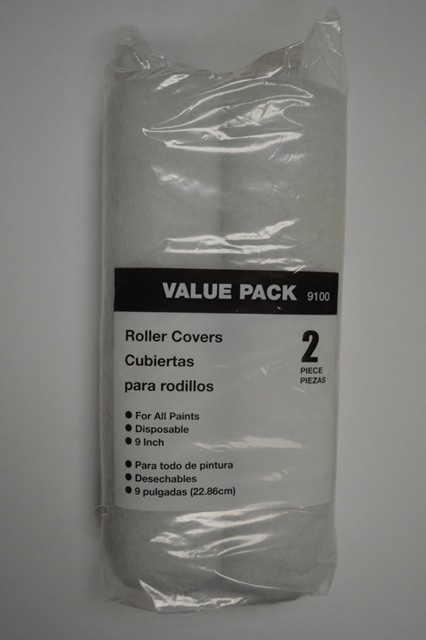 VALUE PACK 9100
Roller Covers
Cubiertas
para rodillos
2
PIECE
PIEZAS
● For All Paints
● Disposable
● 9 Inch
● Para todo de pintura
● Desechables
● 9 pulgadas (22.86cm)